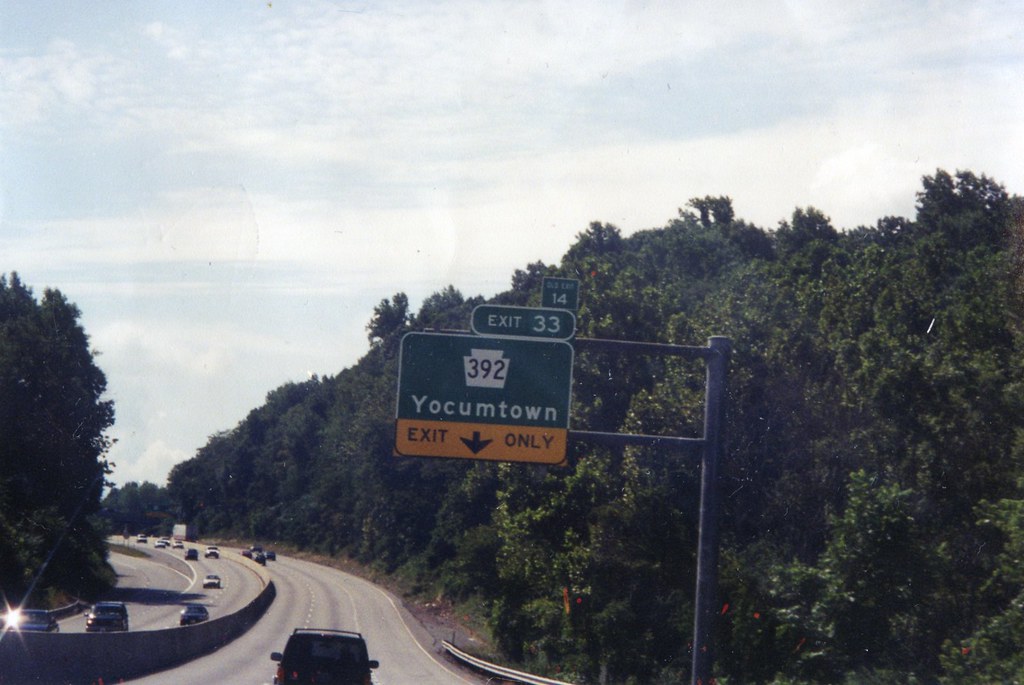 OLD EXIT
14
EXIT 33
392
Yocumtown
EXIT ONLY